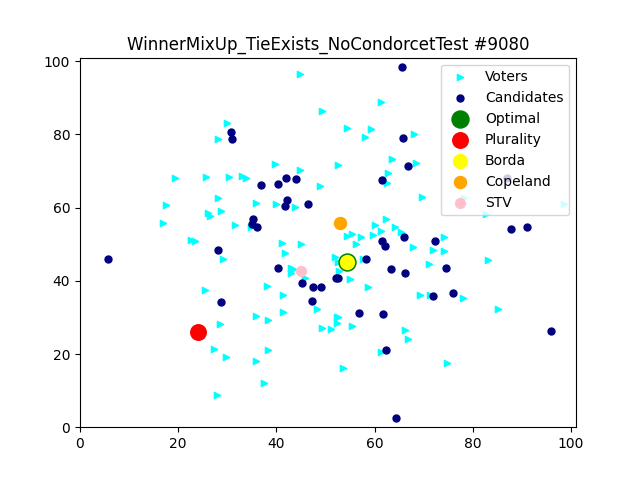 WinnerMixUp_TieExists_NoCondorcetTest #9080
100
80
60
40
20
0
0 20 40 60 80 100
Voters
Candidates
Optimal
Plurality
Borda
Copeland
STV